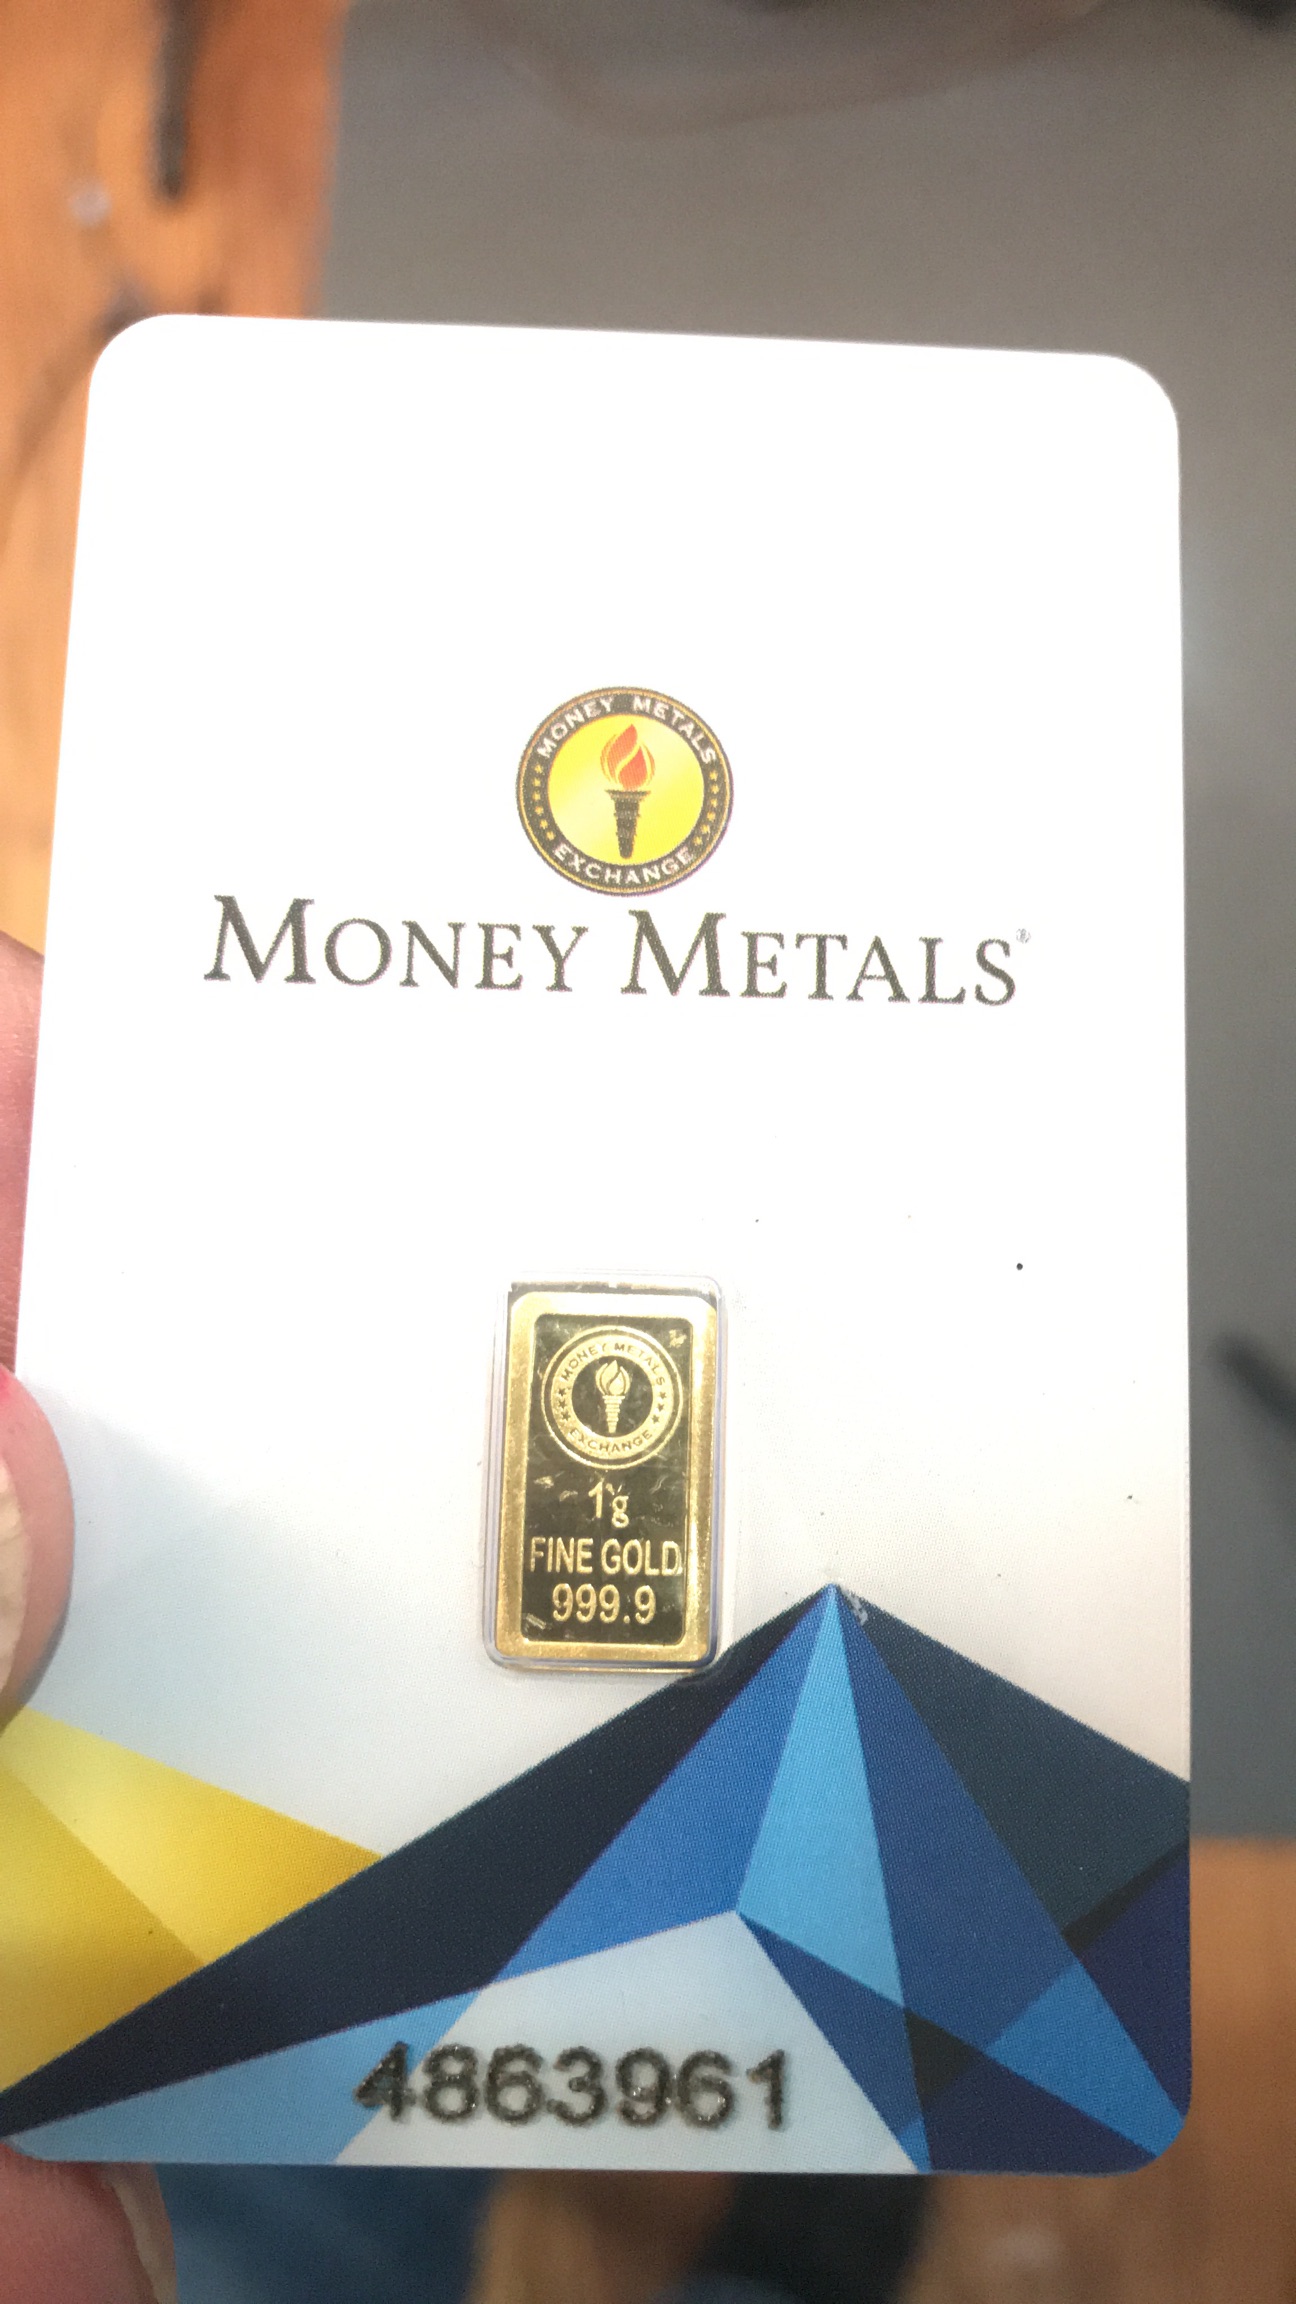 MONEY METALS
EXCHANGE
MONEY METALS®
MONEY METALS
EXCHANGE
1g
FINE GOLD
999.9
4863961